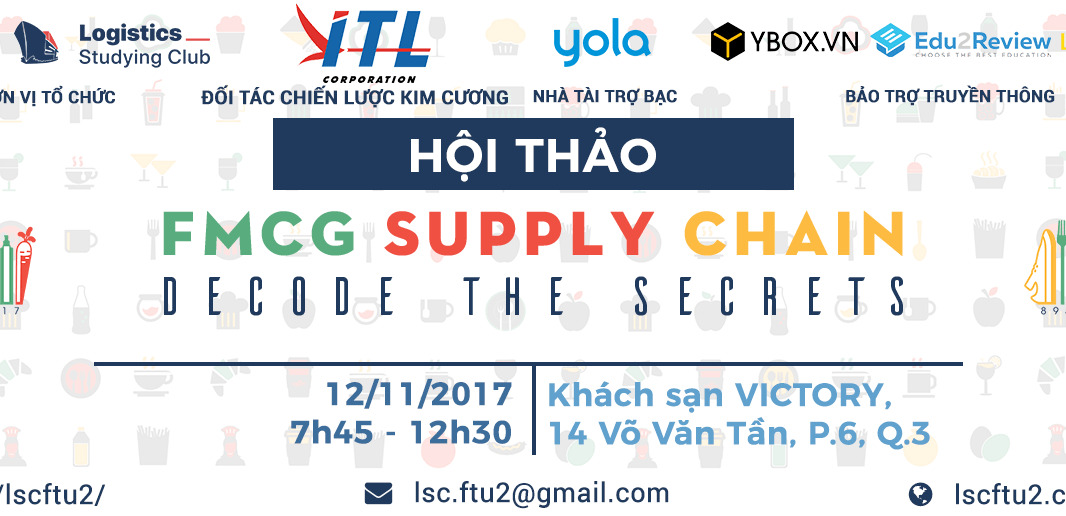 Logistics
Studying Club
ITL
CORPORATION
yola
YBOX.VN
Edu2Review
CHOOSE THE BEST EDUCATION
VỊ TỔ CHỨC
ĐỐI TÁC CHIẾN LƯỢC KIM CƯƠNG
NHÀ TÀI TRỢ BẠC
BẢO TRỢ TRUYỀN THÔNG
HỘI THẢO
FMCG SUPPLY CHAIN
DECODE THE SECRETS
12/11/2017
7h45 - 12h30
Khách sạn VICTORY,
14 Võ Văn Tần, P.6, Q.3
/lscftu2/
lsc.ftu2@gmail.com
lscftu2.c